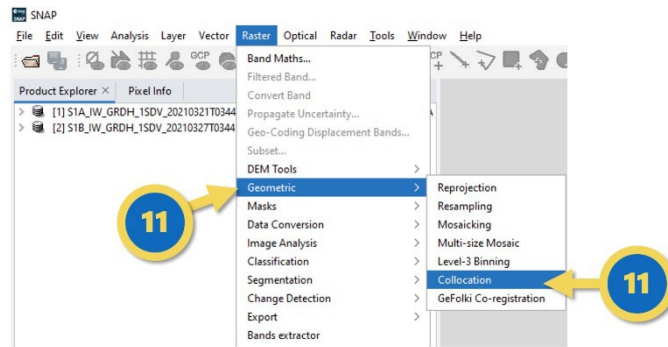 SNAP
File Edit View Analysis Layer Vector Raster Optical Radar Tools Window Help
GCP
Product Explorer × Pixel Info
[1] S1A_IW_GRDH_1SDV_20210321T0344
[2] S1B_IW_GRDH_1SDV_20210327T0344
Band Maths...
Filtered Band...
Convert Band
Propagate Uncertainty...
Geo-Coding Displacement Bands...
Subset...
DEM Tools >
Geometric >
Masks >
Data Conversion >
Image Analysis >
Classification >
Segmentation >
Change Detection >
Export >
Bands extractor
Reprojection
Resampling
Mosaicking
Multi-size Mosaic
Level-3 Binning
Collocation
GeFolki Co-registration
11
11